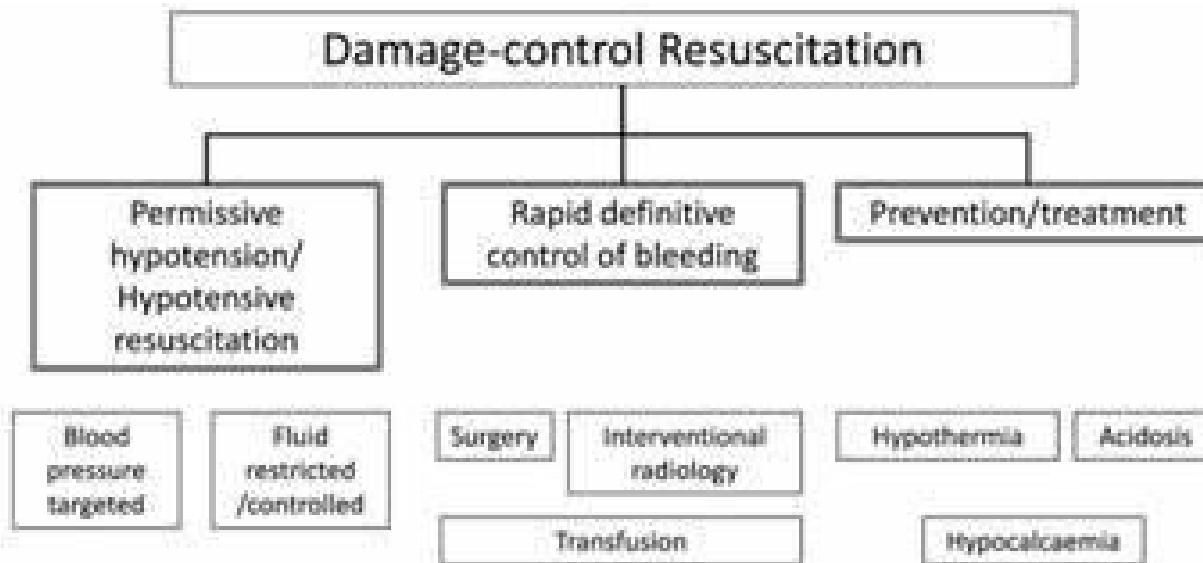 Damage-control Resuscitation
Permissive
hypotension/
Hypotensive
resuscitation
Rapid definitive
control of bleeding
Prevention/treatment
Blood
pressure
targeted
Fluid
restricted
/controlled
Surgery
Interventional
radiology
Transfusion
Hypothermia
Acidosis
Hypocalcaemia